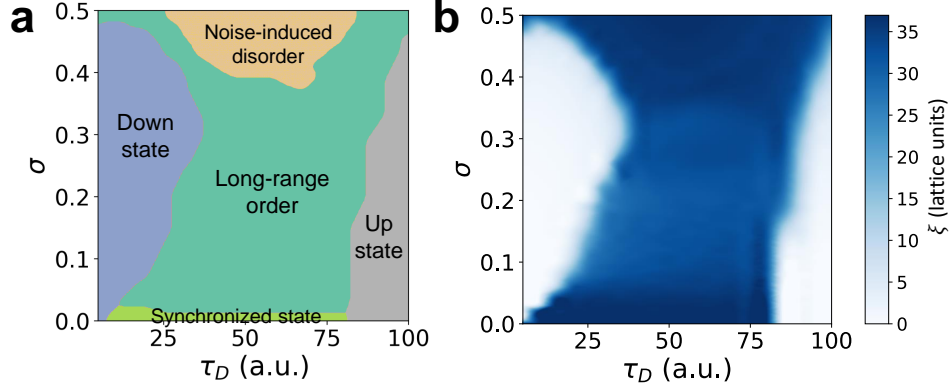 a
0.5
0.4
0.3
0.2
0.1
0.0
σ
Noise-induced
disorder
Down
state
Long-range
order
Up
state
Synchronized state
25
50
75
100
τ_D (a.u.)
b
0.5
0.4
0.3
0.2
0.1
0.0
σ
25
50
75
100
τ_D (a.u.)
35
30
25
20
15
10
5
0
ξ (lattice units)